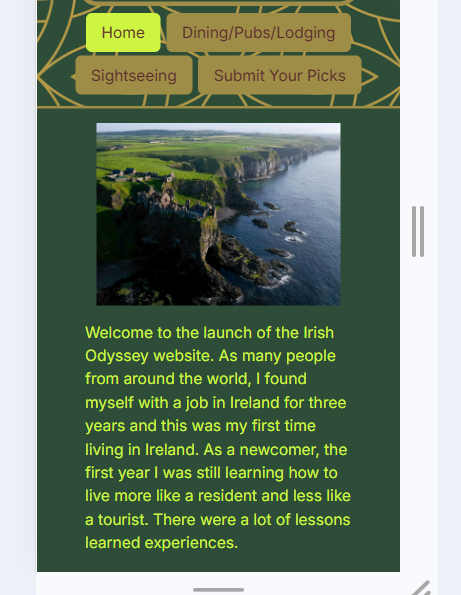 Home
Dining/Pubs/Lodging
Sightseeing
Submit Your Picks
Welcome to the launch of the Irish
Odyssey website. As many people
from around the world, I found
myself with a job in Ireland for three
years and this was my first time
living in Ireland. As a newcomer, the
first year I was still learning how to
live more like a resident and less like
a tourist. There were a lot of lessons
learned experiences.